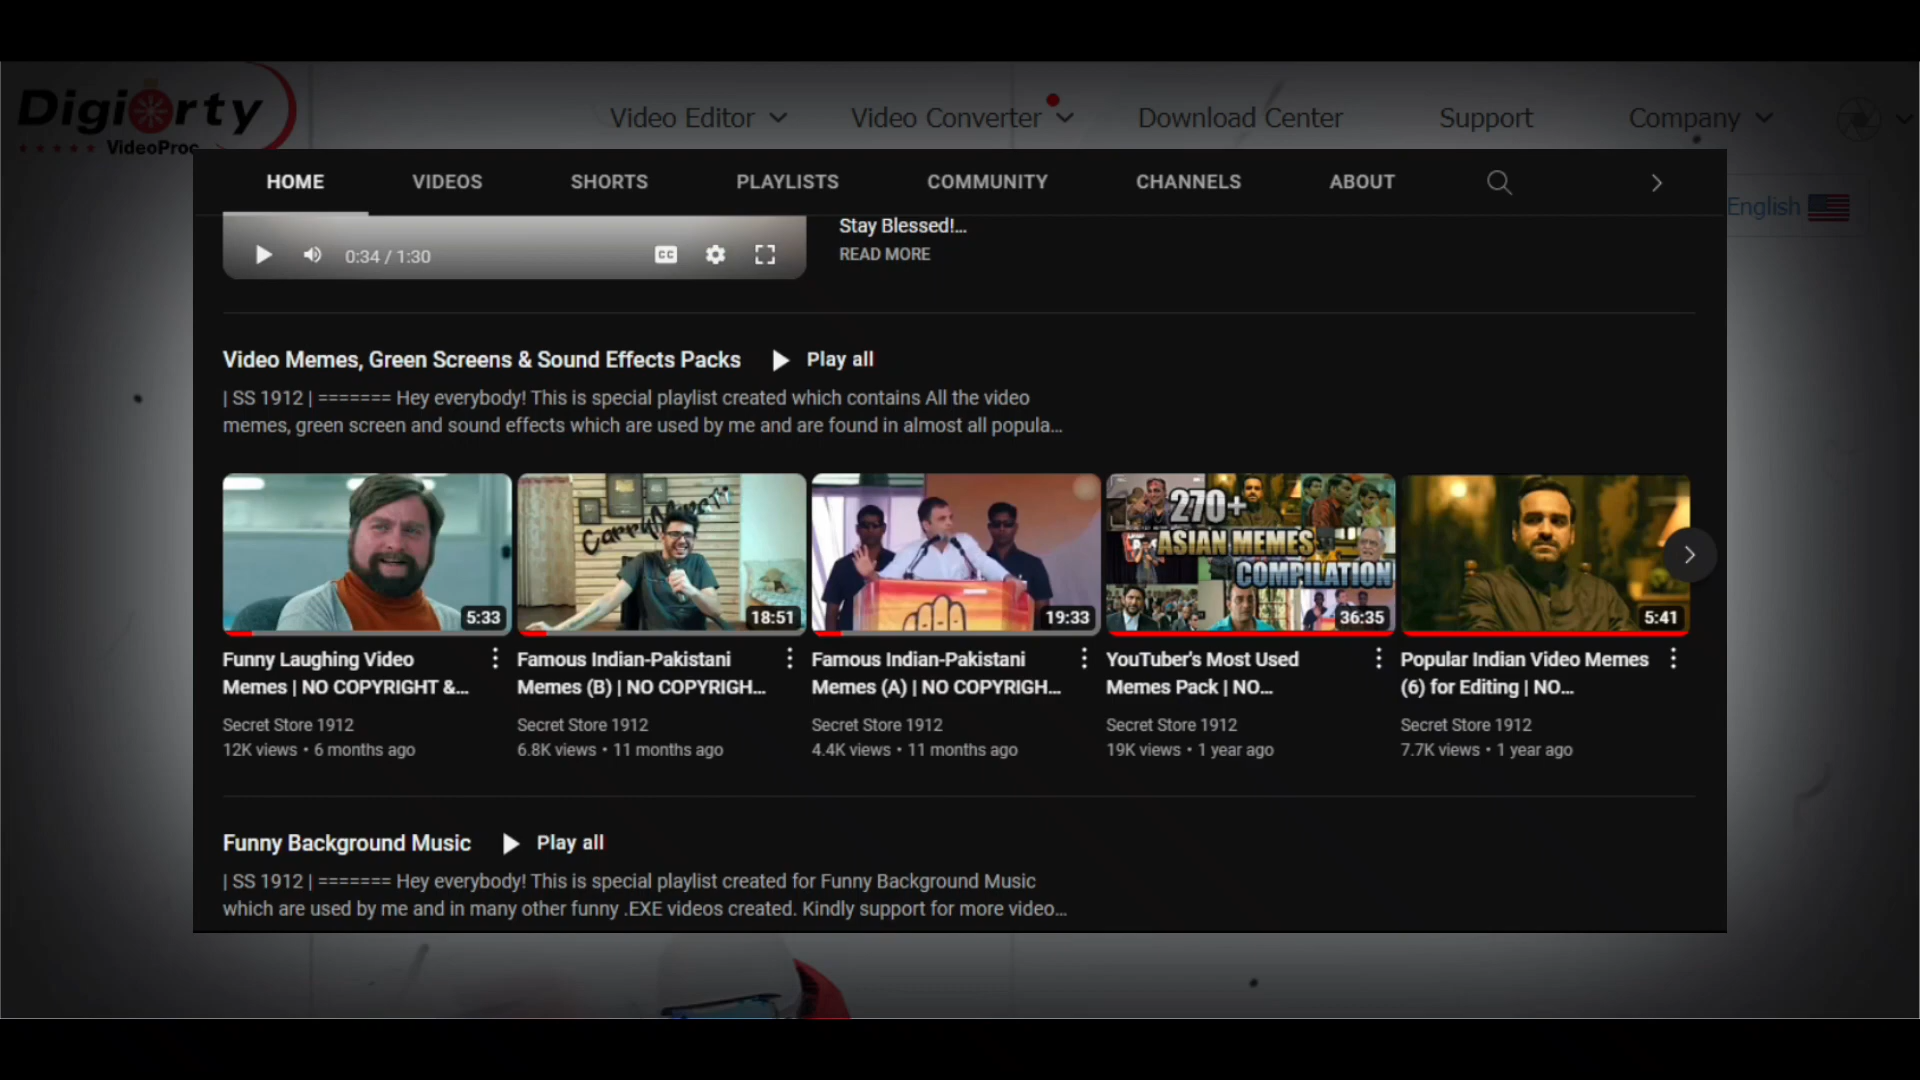 Digiarty
VideoProc
Video Editor
Video Converter
Download Center
Support
Company
English
HOME
VIDEOS
SHORTS
PLAYLISTS
COMMUNITY
CHANNELS
ABOUT
0:34 / 1:30
CC
Stay Blessed!...
READ MORE
Video Memes, Green Screens & Sound Effects Packs
Play all
| SS 1912 | ======= Hey everybody! This is special playlist created which contains All the video
memes, green screen and sound effects which are used by me and are found in almost all popula...
5:33
CarryMinati
18:51
19:33
270+
ASIAN MEMES
COMPILATION
36:35
5:41
Funny Laughing Video
Memes | NO COPYRIGHT &...
Secret Store 1912
12K views • 6 months ago
Famous Indian-Pakistani
Memes (B) | NO COPYRIGH...
Secret Store 1912
6.8K views • 11 months ago
Famous Indian-Pakistani
Memes (A) | NO COPYRIGH...
Secret Store 1912
4.4K views • 11 months ago
YouTuber's Most Used
Memes Pack | NO...
Secret Store 1912
19K views • 1 year ago
Popular Indian Video Memes
(6) for Editing | NO...
Secret Store 1912
7.7K views • 1 year ago
Funny Background Music
Play all
| SS 1912 | ======= Hey everybody! This is special playlist created for Funny Background Music
which are used by me and in many other funny .EXE videos created. Kindly support for more video...